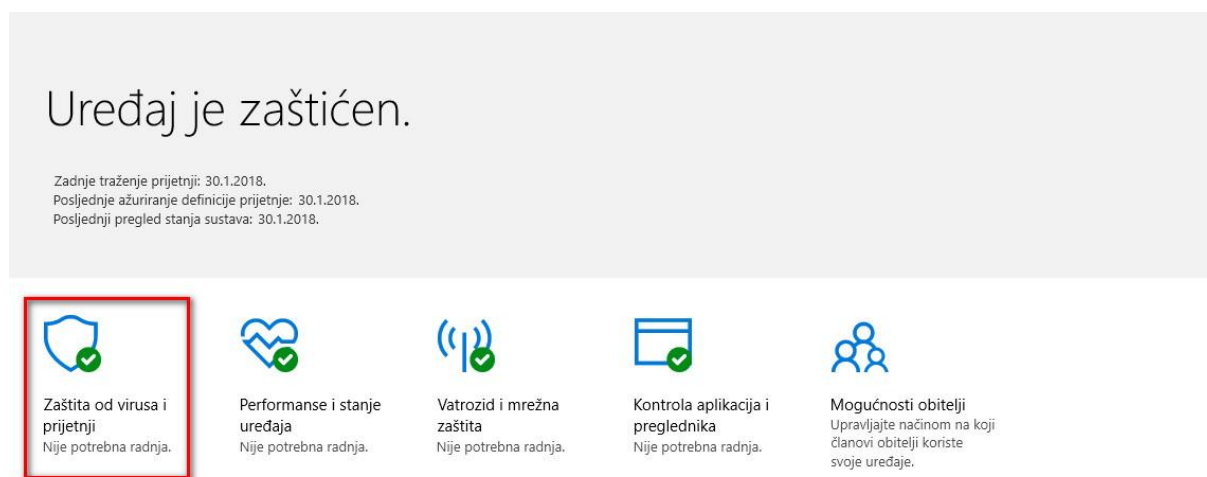 Uređaj je zaštićen.
Zadnje traženje prijetnji: 30.1.2018.
Posljednje ažuriranje definicije prijetnje: 30.1.2018.
Posljednji pregled stanja sustava: 30.1.2018.
Zaštita od virusa i
prijetnji
Nije potrebna radnja.
Performanse i stanje
uređaja
Nije potrebna radnja.
Vatrozid i mrežna
zaštita
Nije potrebna radnja.
Kontrola aplikacija i
preglednika
Nije potrebna radnja.
Mogućnosti obitelji
Upravljajte načinom na koji
članovi obitelji koriste
svoje uređaje.